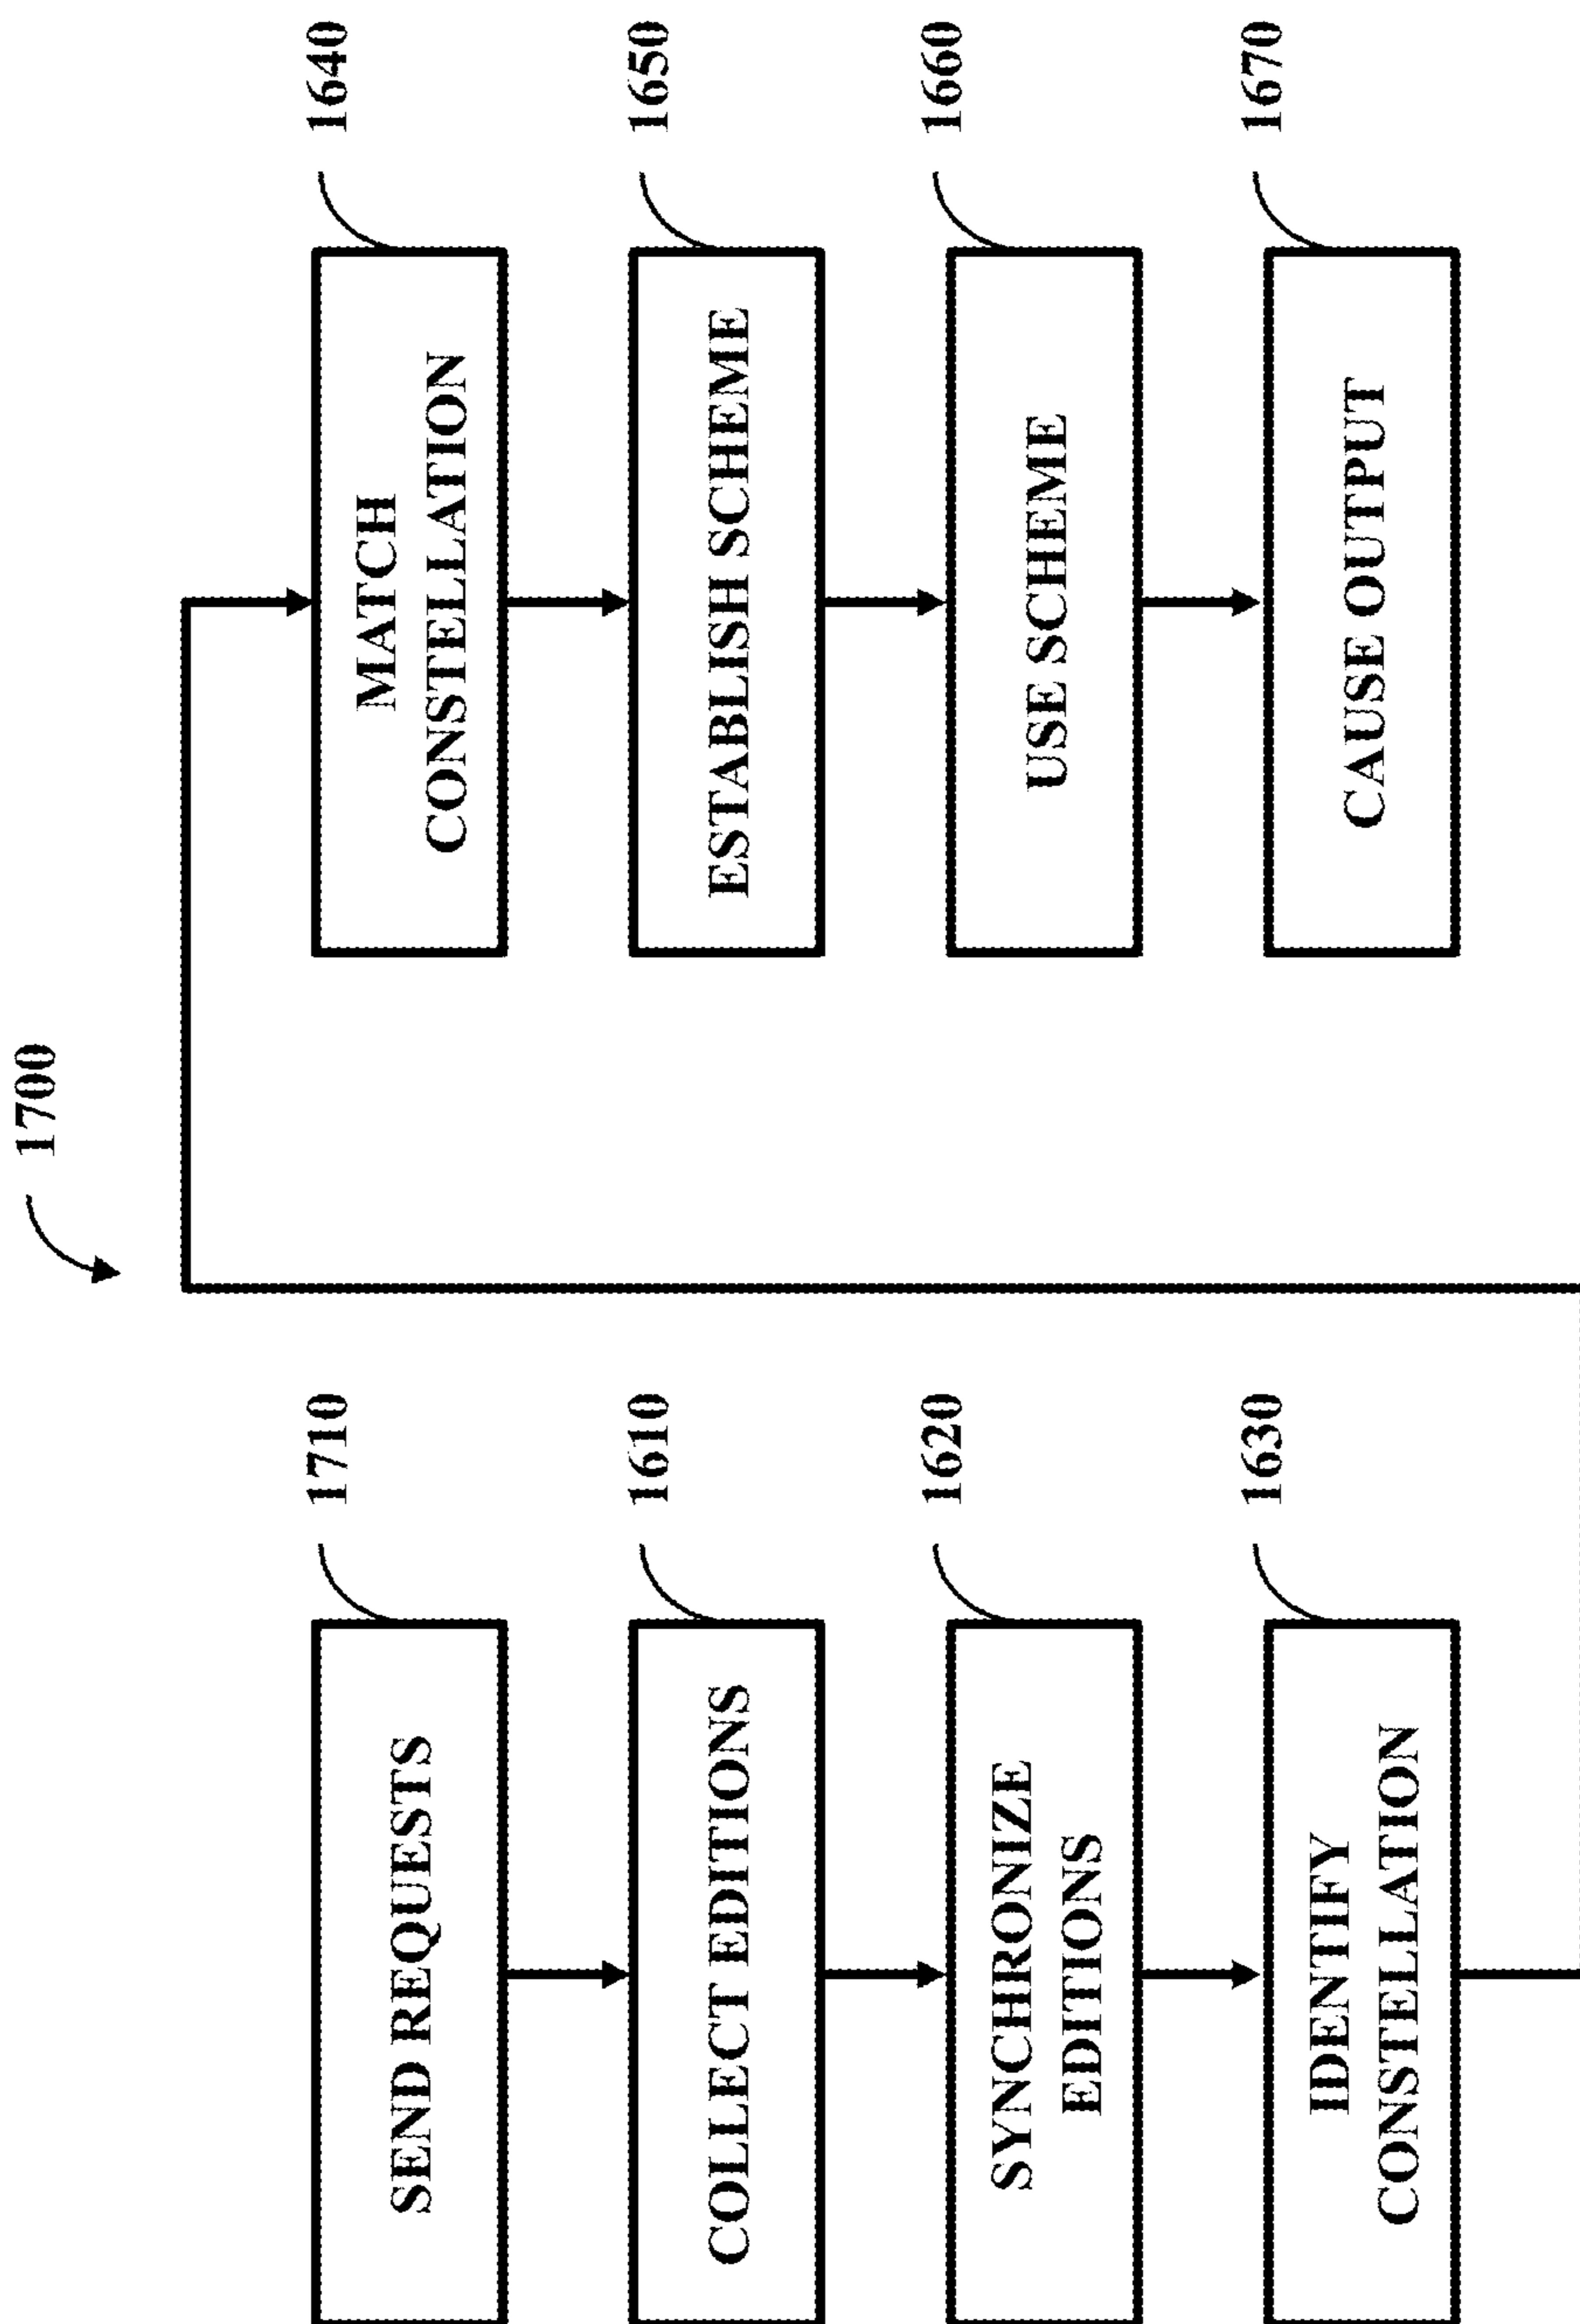 1700
1710
SEND REQUESTS
1610
COLLECT EDITIONS
1620
SYNCHRONIZE
EDITIONS
1630
IDENTIFY
CONSTELLATION
1640
MATCH
CONSTELLATION
1650
ESTABLISH SCHEME
1660
USE SCHEME
1670
CAUSE OUTPUT